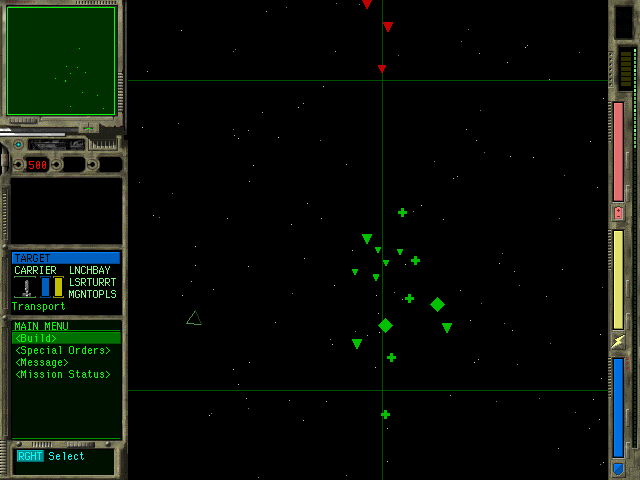 500
TARGET
CARRIER LNCHBAY
LSRTURRT
MGNTOPLS
Transport
MAIN MENU
<Build>
<Special Orders>
<Message>
<Mission Status>
RGHT Select